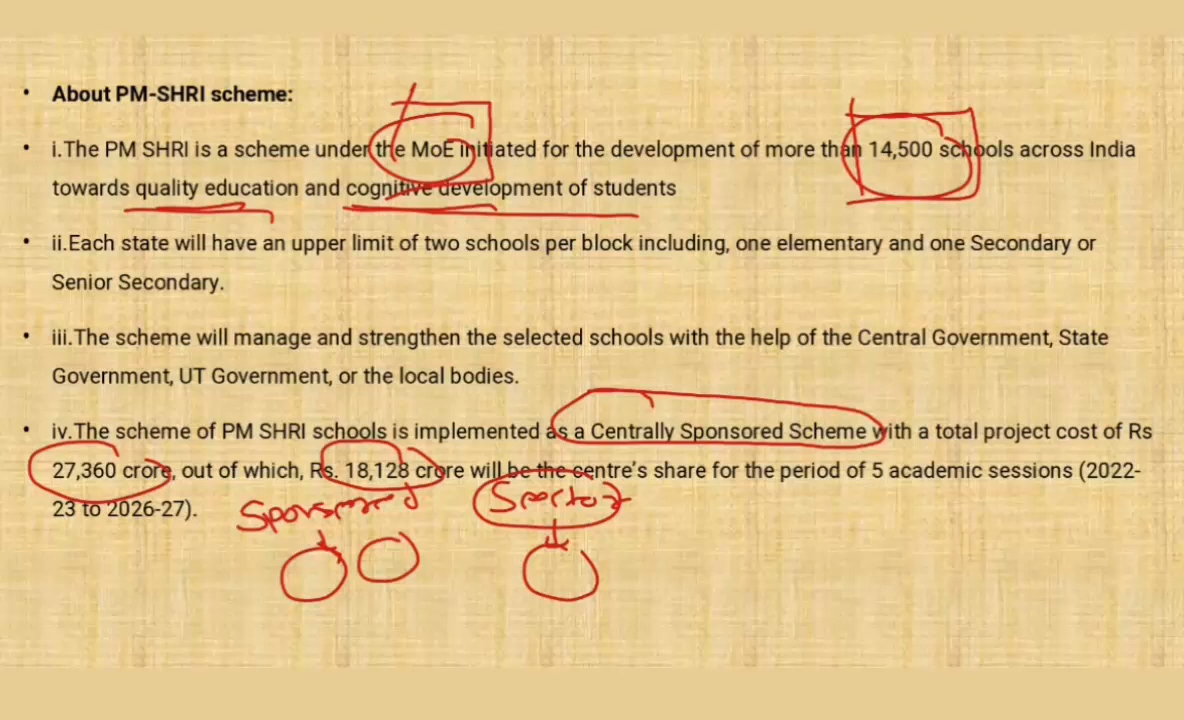 • About PM-SHRI scheme:
• i.The PM SHRI is a scheme under the MoE initiated for the development of more than 14,500 schools across India
towards quality education and cognitive development of students
• ii.Each state will have an upper limit of two schools per block including, one elementary and one Secondary or
Senior Secondary.
• iii.The scheme will manage and strengthen the selected schools with the help of the Central Government, State
Government, UT Government, or the local bodies.
• iv.The scheme of PM SHRI schools is implemented as a Centrally Sponsored Scheme with a total project cost of Rs
27,360 crore, out of which, Rs. 18,128 crore will be the centre's share for the period of 5 academic sessions (2022-
23 to 2026-27).
Sponsored